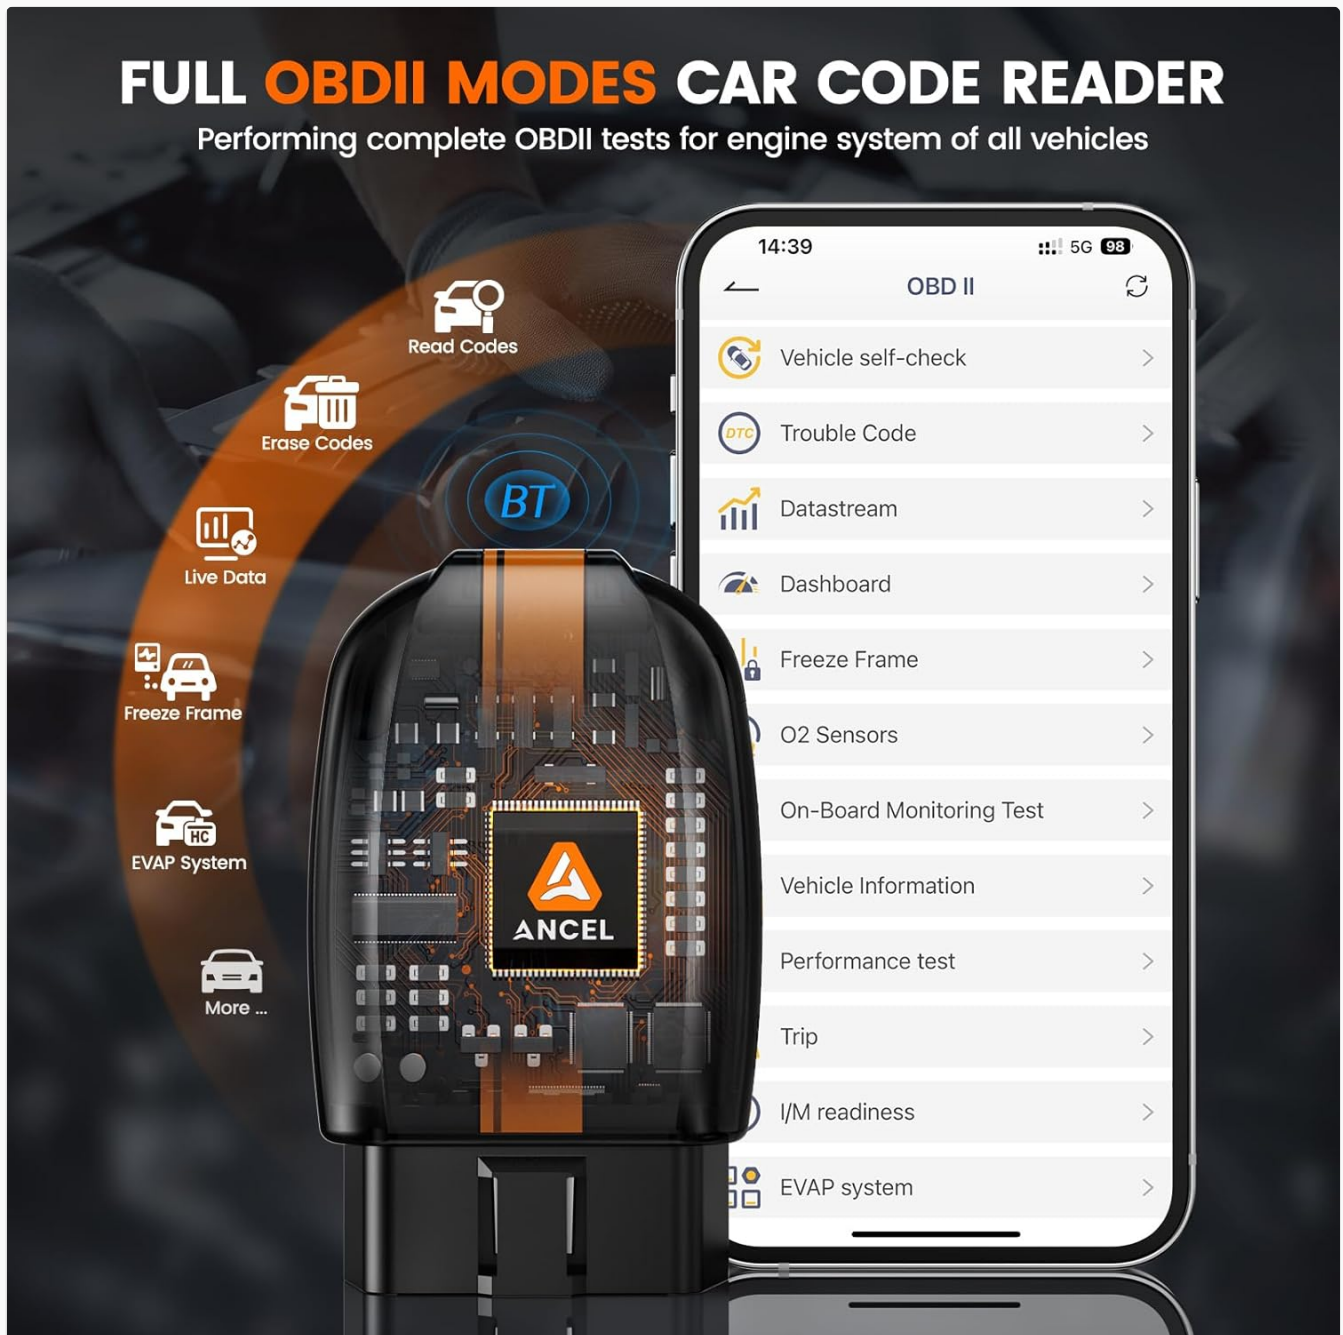 FULL OBDII MODES CAR CODE READER
Performing complete OBDII tests for engine system of all vehicles
Read Codes
Erase Codes
Live Data
Freeze Frame
EVAP System
HC
More ...
BT
ANCEL
14:39
5G 98
OBD II
Vehicle self-check
DTC
Trouble Code
Datastream
Dashboard
Freeze Frame
O2 Sensors
On-Board Monitoring Test
Vehicle Information
Performance test
Trip
I/M readiness
EVAP system